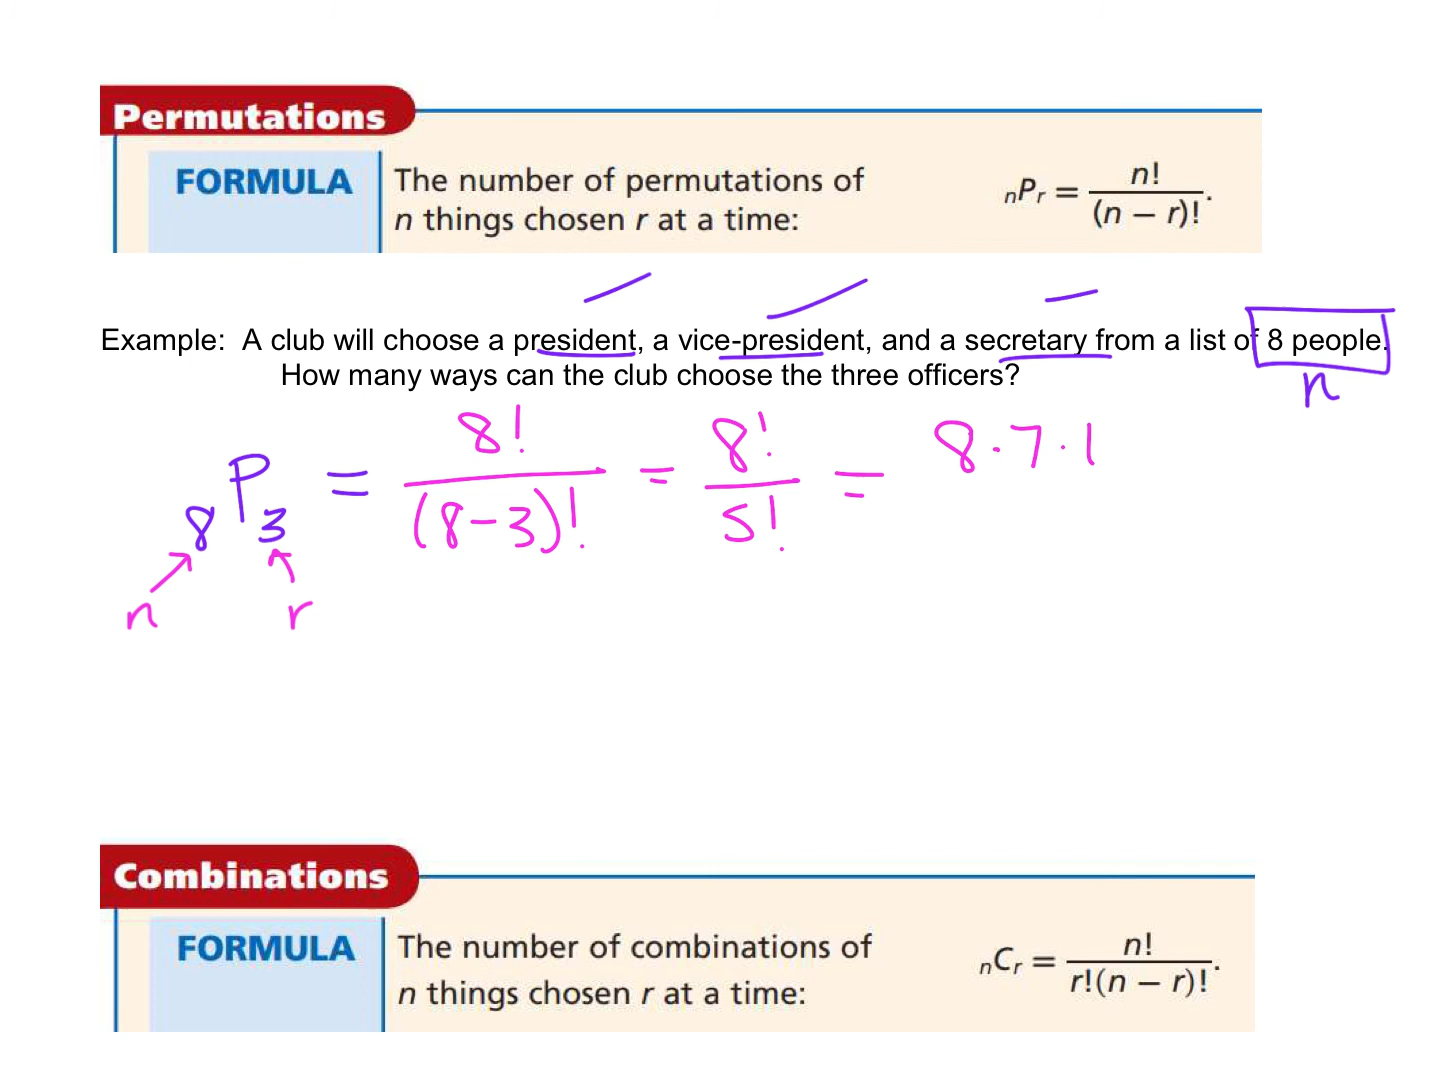 Permutations
FORMULA
The number of permutations of
n things chosen r at a time:
nPr = n!/(n − r)!.
Example: A club will choose a president, a vice-president, and a secretary from a list of 8 people.
How many ways can the club choose the three officers?
n
8P3 = 8!/(8-3)! = 8!/5! = 8·7·1
n r
Combinations
FORMULA
The number of combinations of
n things chosen r at a time:
nCr = n!/r!(n − r)!.